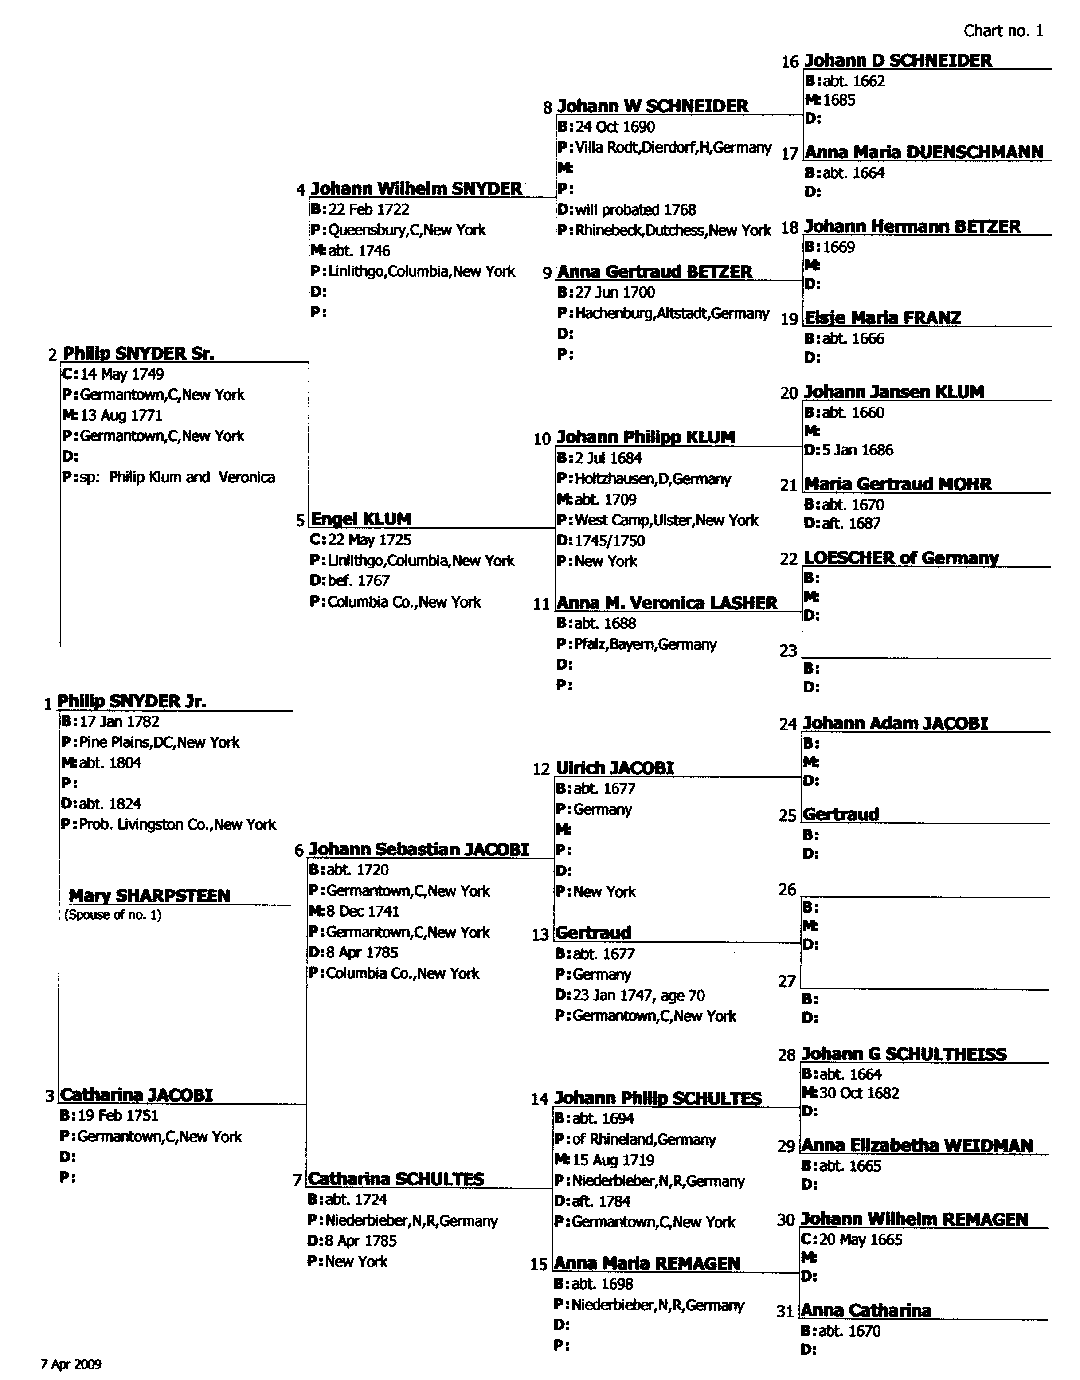 Chart no. 1
16 Johann D SCHNEIDER
B: abt. 1662
M: 1685
D:
8 Johann W SCHNEIDER
B: 24 Oct 1690
P: Villa Rodt,Dierdorf,H,Germany
M:
P:
D: will probated 1768
P: Rhinebeck,Dutchess,New York
17 Anna Maria DUENSCHMANN
B: abt. 1664
D:
4 Johann Wilhelm SNYDER
B: 22 Feb 1722
P: Queensbury,C,New York
M: abt. 1746
P: Linlithgo,Columbia,New York
D:
P:
18 Johann Hermann BETZER
B: 1669
M:
D:
9 Anna Gertraud BETZER
B: 27 Jun 1700
P: Hachenburg,Altstadt,Germany
D:
P:
19 Elsie Maria FRANZ
B: abt. 1666
D:
2 Philip SNYDER Sr.
C: 14 May 1749
P: Germantown,C,New York
M: 13 Aug 1771
P: Germantown,C,New York
D:
P: sp: Philip Klum and Veronica
20 Johann Jansen KLUM
B: abt. 1660
M:
D: 5 Jan 1686
10 Johann Philipp KLUM
B: 2 Jul 1684
P: Holtzhausen,D,Germany
M: abt. 1709
P: West Camp,Ulster,New York
D: 1745/1750
P: New York
21 Maria Gertraud MOHR
B: abt. 1670
D: aft. 1687
5 Engel KLUM
C: 22 May 1725
P: Linlithgo,Columbia,New York
D: bef. 1767
P: Columbia Co.,New York
22 LOESCHER of Germany
B:
M:
D:
11 Anna M. Veronica LASHER
B: abt. 1688
P: Pfalz,Bayern,Germany
D:
P:
23
B:
D:
1 Philip SNYDER Jr.
B: 17 Jan 1782
P: Pine Plains,DC,New York
M: abt. 1804
P:
D: abt. 1824
P: Prob. Livingston Co.,New York
24 Johann Adam JACOBI
B:
M:
D:
12 Ulrich JACOBI
B: abt. 1677
P: Germany
M:
P:
D:
P: New York
25 Gertraud
B:
D:
6 Johann Sebastian JACOBI
B: abt. 1720
P: Germantown,C,New York
M: 8 Dec 1741
P: Germantown,C,New York
D: 8 Apr 1785
P: Columbia Co.,New York
Mary SHARPSTEEN
(Spouse of no. 1)
26
B:
M:
D:
13 Gertraud
B: abt. 1677
P: Germany
D: 23 Jan 1747, age 70
P: Germantown,C,New York
27
B:
D:
28 Johann G SCHULTHEISS
B: abt. 1664
M: 30 Oct 1682
D:
3 Catharina JACOBI
B: 19 Feb 1751
P: Germantown,C,New York
D:
P:
14 Johann Philip SCHULTES
B: abt. 1694
P: of Rhineland,Germany
M: 15 Aug 1719
P: Niederbieber,N,R,Germany
D: aft. 1784
P: Germantown,C,New York
29 Anna Elizabetha WEIDMAN
B: abt. 1665
D:
7 Catharina SCHULTES
B: abt. 1724
P: Niederbieber,N,R,Germany
D: 8 Apr 1785
P: New York
30 Johann Wilhelm REMAGEN
C: 20 May 1665
M:
D:
15 Anna Maria REMAGEN
B: abt. 1698
P: Niederbieber,N,R,Germany
D:
P:
31 Anna Catharina
B: abt. 1670
D:
7 Apr 2009